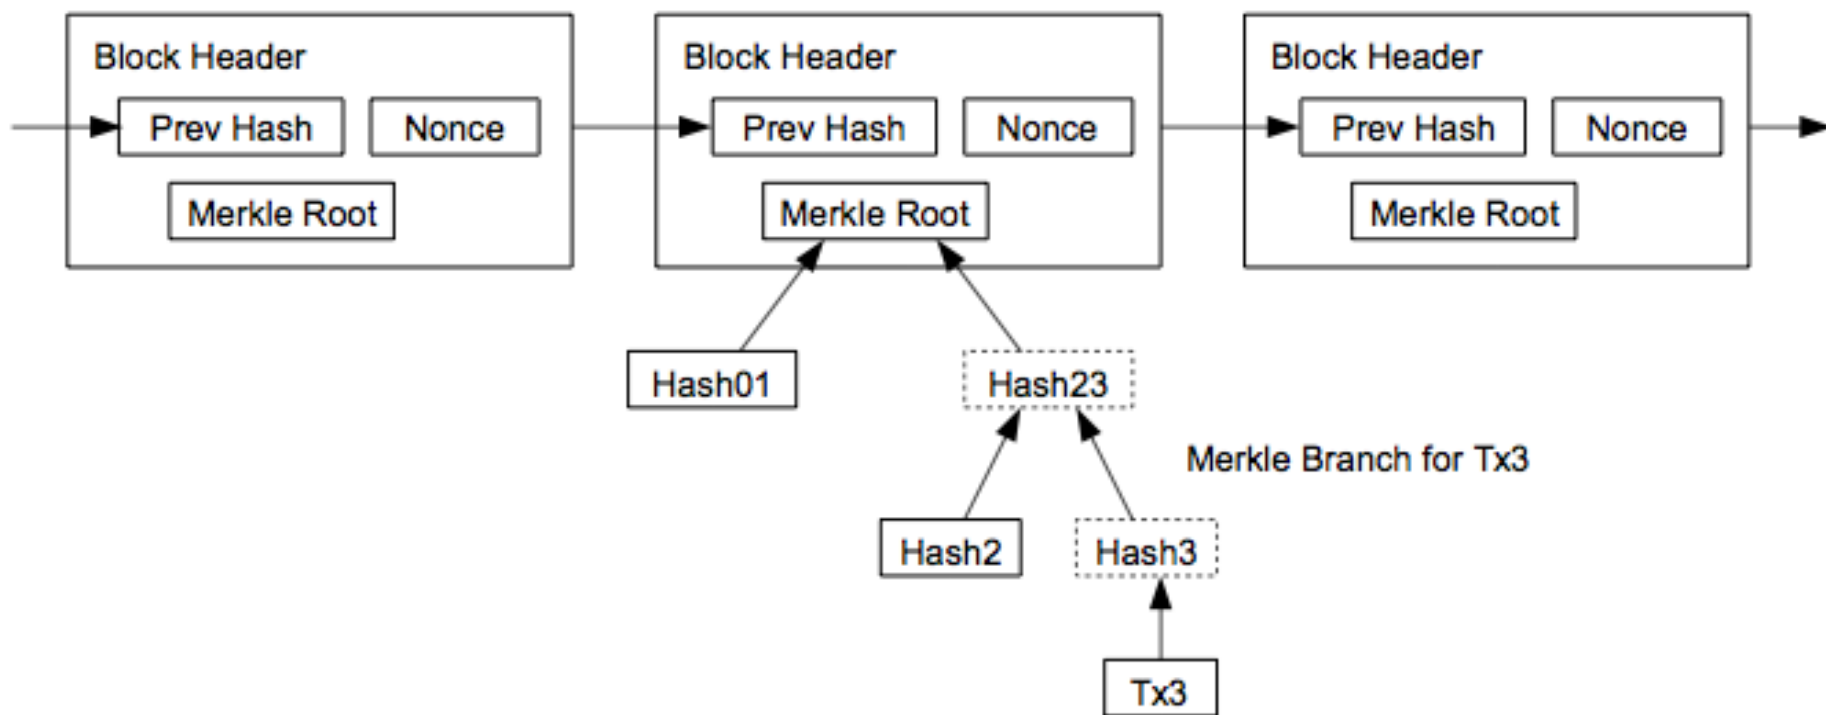 Block Header
Prev Hash
Nonce
Merkle Root
Block Header
Prev Hash
Nonce
Merkle Root
Block Header
Prev Hash
Nonce
Merkle Root
Hash01
Hash23
Merkle Branch for Tx3
Hash2
Hash3
Tx3